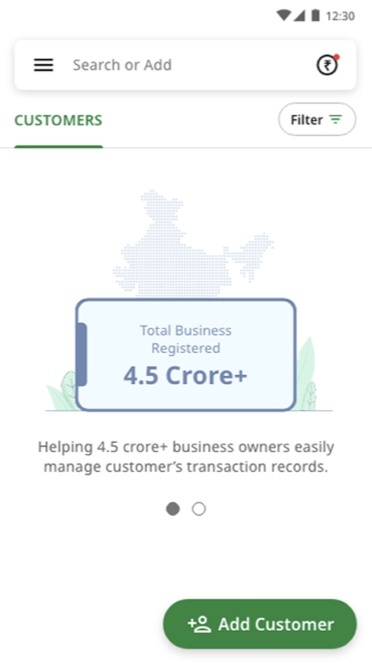 12:30
Search or Add
₹
CUSTOMERS
Filter
Total Business
Registered
4.5 Crore+
Helping 4.5 crore+ business owners easily
manage customer's transaction records.
Add Customer